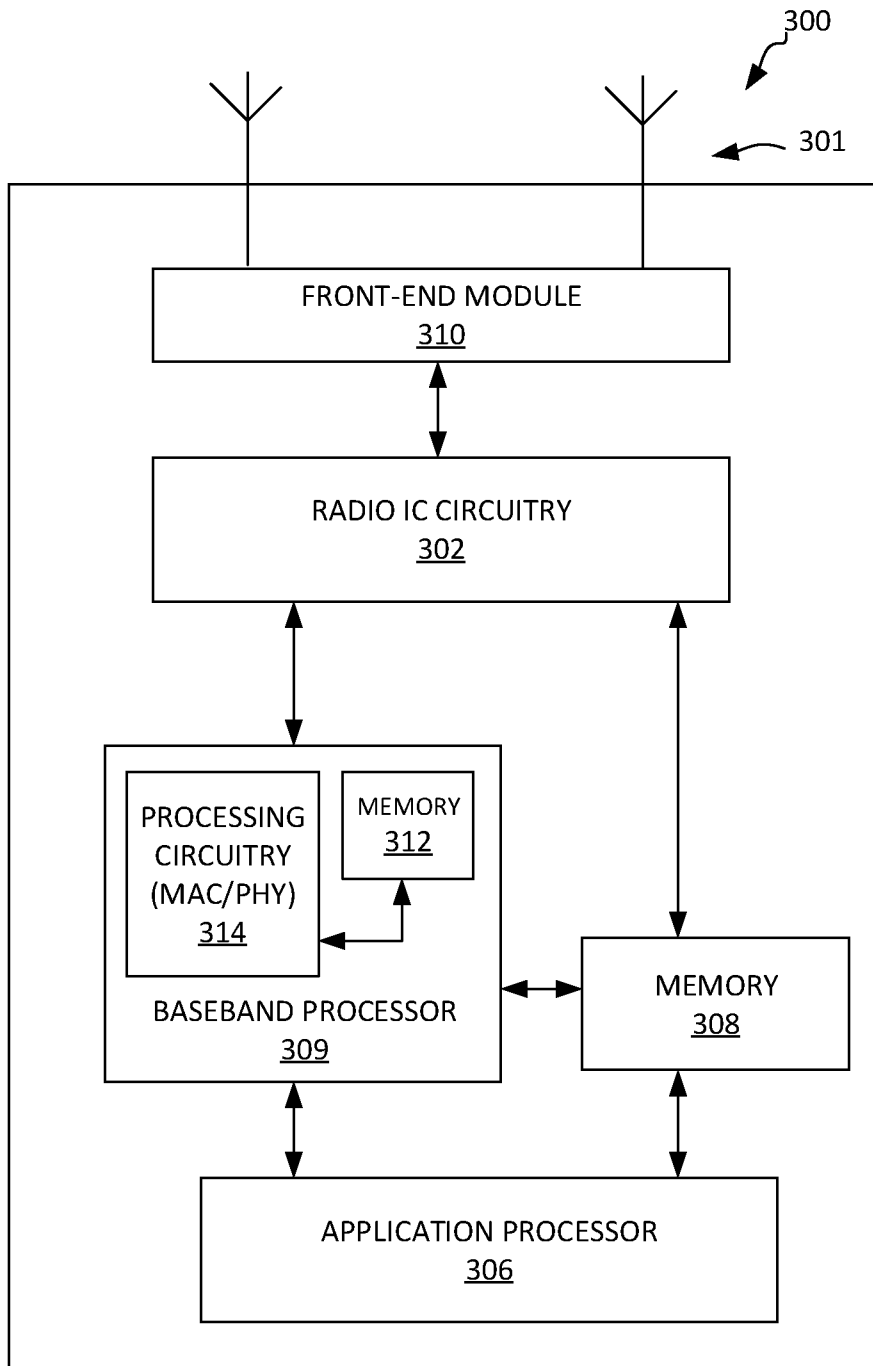 300
301
FRONT-END MODULE
310
RADIO IC CIRCUITRY
302
PROCESSING
CIRCUITRY
(MAC/PHY)
314
MEMORY
312
BASEBAND PROCESSOR
309
MEMORY
308
APPLICATION PROCESSOR
306